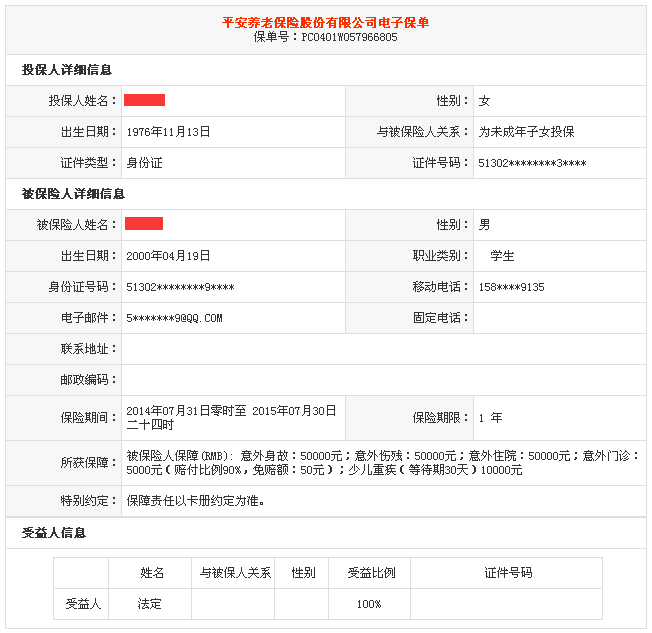 平安养老保险股份有限公司电子保单
保单号：PC0401W057966805
投保人详细信息
投保人姓名： 性别： 女
出生日期： 1976年11月13日 与被保险人关系： 为未成年子女投保
证件类型： 身份证 证件号码： 51302********3****
被保险人详细信息
被保险人姓名： 性别： 男
出生日期： 2000年04月19日 职业类别： 学生
身份证号码： 51302********9**** 移动电话： 158****9135
电子邮件： 5*******9@QQ.COM 固定电话：
联系地址：
邮政编码：
保险期间： 2014年07月31日零时至 2015年07月30日
二十四时 保险期限： 1 年
所获保障： 被保险人保障(RMB): 意外身故：50000元；意外伤残：50000元；意外住院：50000元；意外门诊：
5000元（赔付比例90%，免赔额：50元）；少儿重疾（等待期30天）10000元
特别约定： 保障责任以卡册约定为准。
受益人信息
姓名 与被保人关系 性别 受益比例 证件号码
受益人 法定 100%